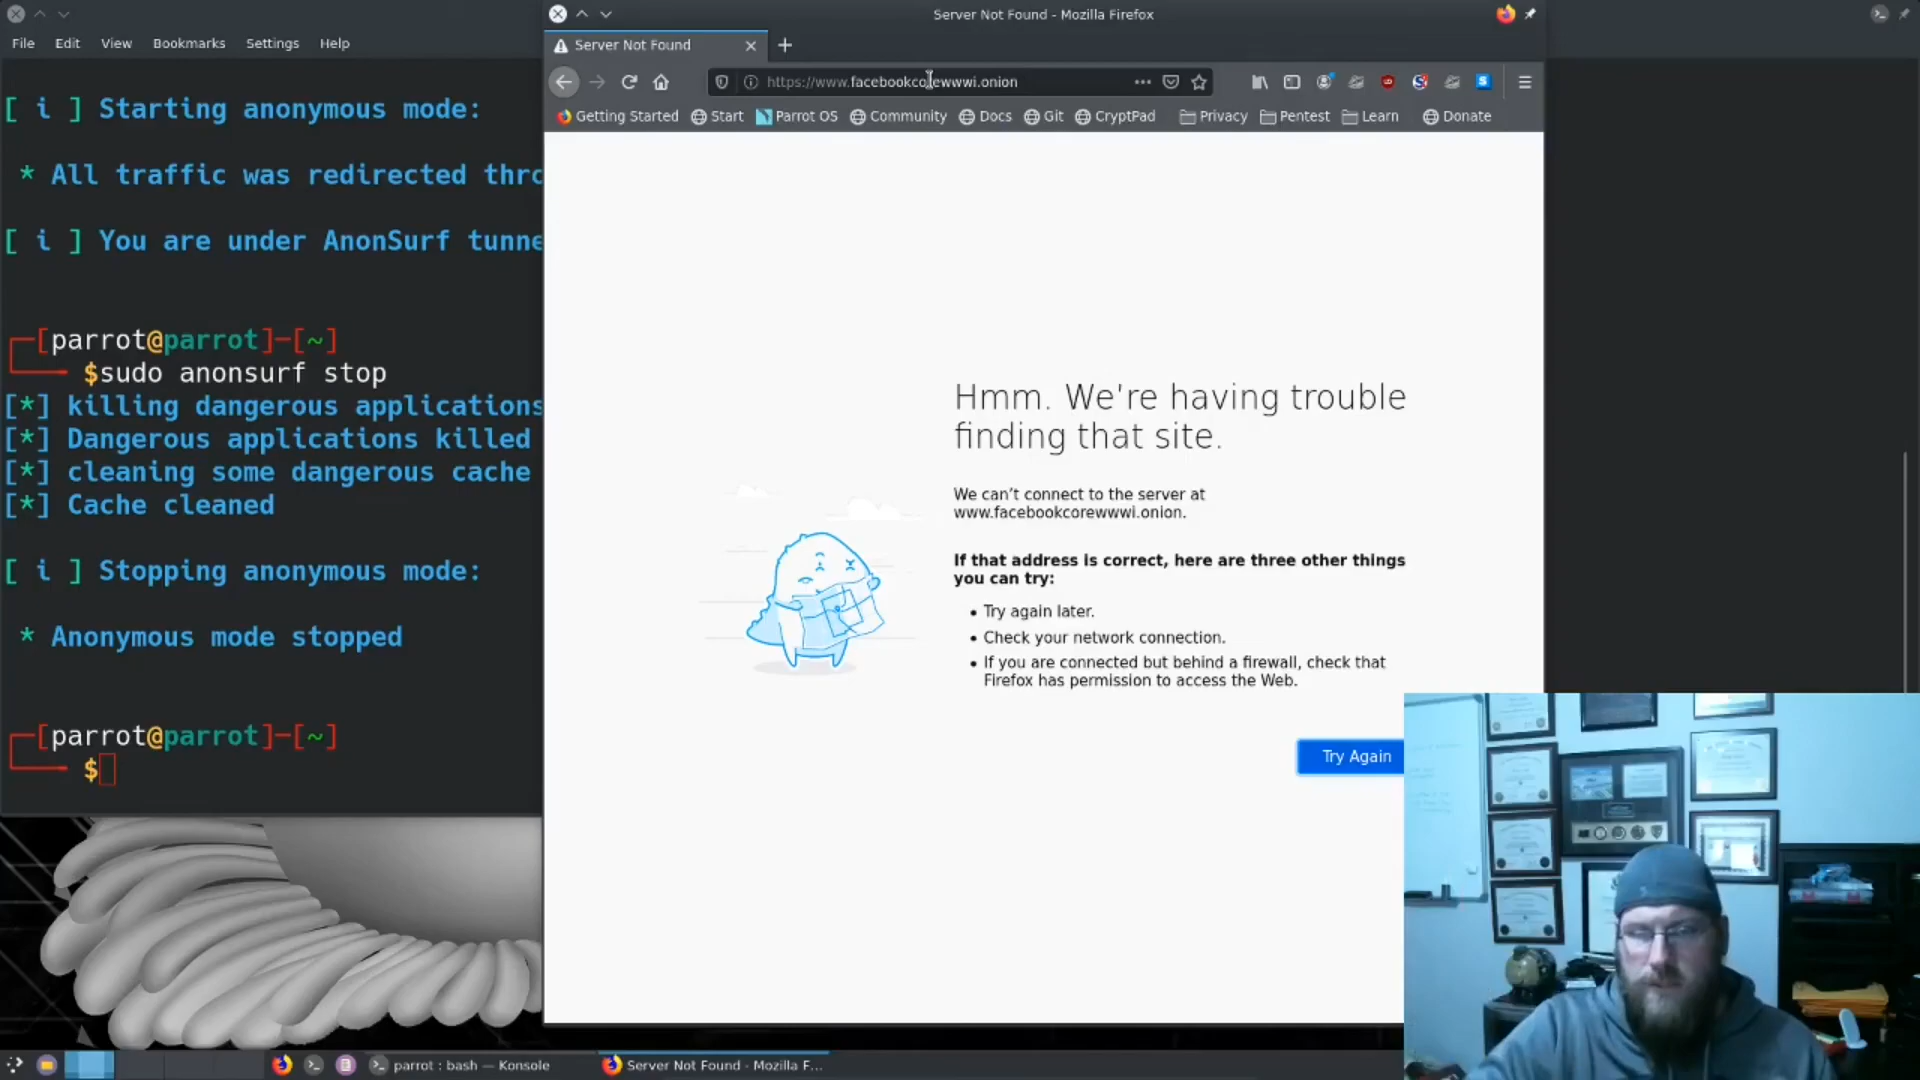 File Edit View Bookmarks Settings Help
[ i ] Starting anonymous mode:
* All traffic was redirected thro
[ i ] You are under AnonSurf tunne
[parrot@parrot]─[~]
$sudo anonsurf stop
[*] killing dangerous applications
[*] Dangerous applications killed
[*] cleaning some dangerous cache
[*] Cache cleaned
[ i ] Stopping anonymous mode:
* Anonymous mode stopped
[parrot@parrot]─[~]
$
Server Not Found - Mozilla Firefox
Server Not Found
https://www.facebookcorewwwi.onion
Getting Started Start Parrot OS Community Docs Git CryptPad Privacy Pentest Learn Donate
Hmm. We're having trouble
finding that site.
We can’t connect to the server at
www.facebookcorewwwi.onion.
If that address is correct, here are three other things
you can try:
• Try again later.
• Check your network connection.
• If you are connected but behind a firewall, check that
Firefox has permission to access the Web.
Try Again
parrot : bash — Konsole
Server Not Found - Mozilla F...